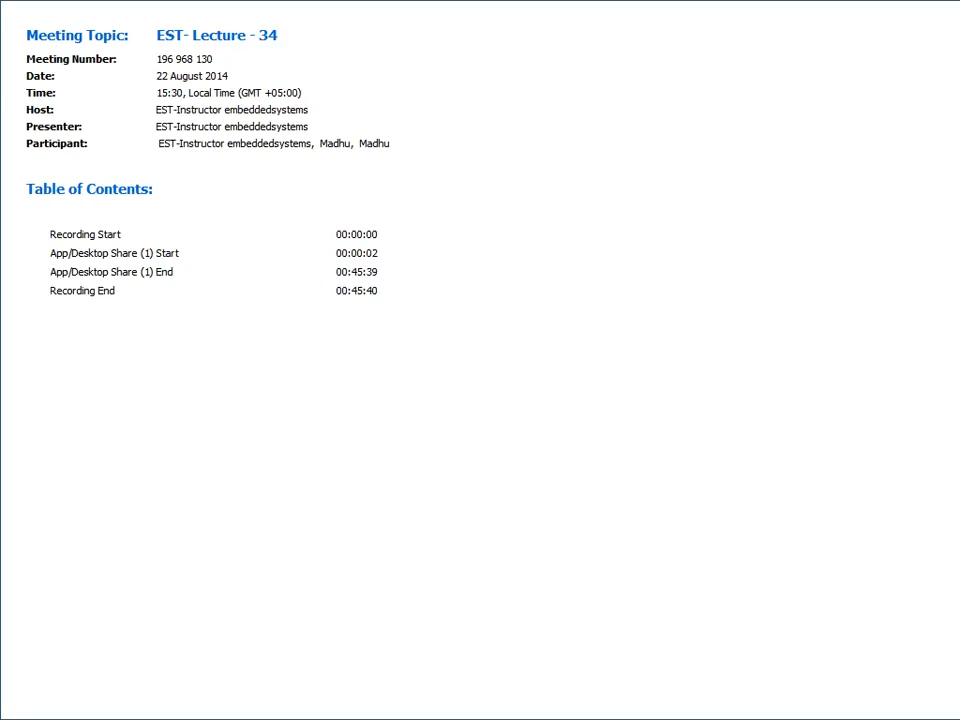 Meeting Topic: EST- Lecture - 34
Meeting Number: 196 968 130
Date: 22 August 2014
Time: 15:30, Local Time (GMT +05:00)
Host: EST-Instructor embeddedsystems
Presenter: EST-Instructor embeddedsystems
Participant: EST-Instructor embeddedsystems, Madhu, Madhu
Table of Contents:
Recording Start 00:00:00
App/Desktop Share (1) Start 00:00:02
App/Desktop Share (1) End 00:45:39
Recording End 00:45:40